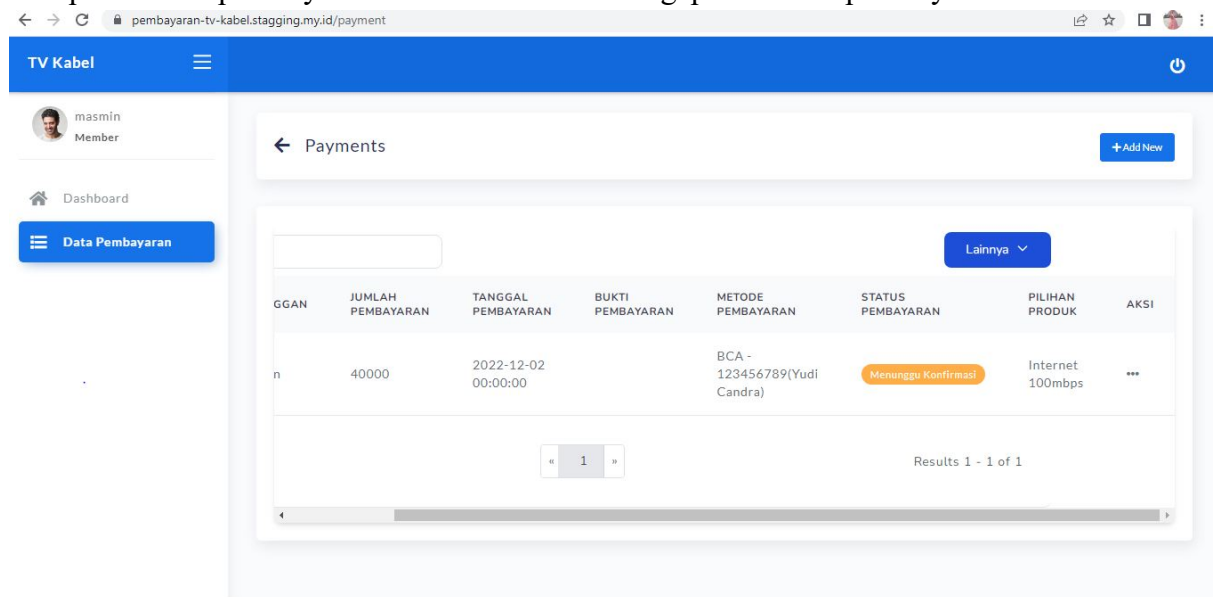 pembayaran-tv-kabel.stagging.my.id/payment
TV Kabel
masmin
Member
Payments
+ Add New
Dashboard
Data Pembayaran
Lainnya
GGAN
JUMLAH
PEMBAYARAN
TANGGAL
PEMBAYARAN
BUKTI
PEMBAYARAN
METODE
PEMBAYARAN
STATUS
PEMBAYARAN
PILIHAN
PRODUK
AKSI
n
40000
2022-12-02
00:00:00
BCA -
123456789(Yudi
Candra)
Menunggu Konfirmasi
Internet
100mbps
•••
« 1 »
Results 1 - 1 of 1